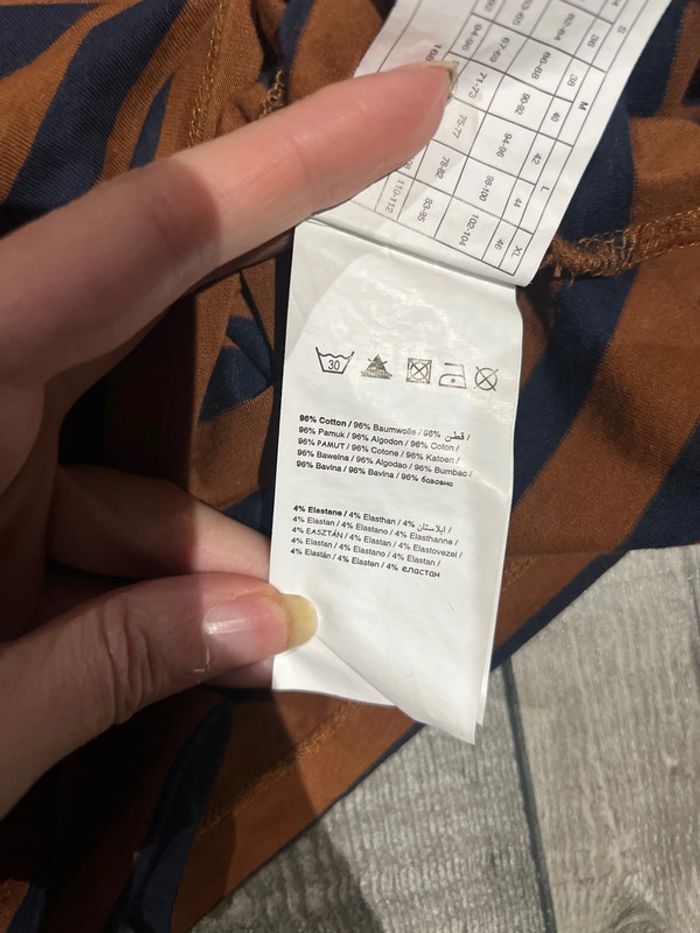 S M L XL
36 38 40 42 44 46
82-84 86-88 90-92 94-96 98-100 102-104
67-69 71-73 75-77 78-82 83-85
94-96 110-112
30
96% Cotton / 96% Baumwolle / 96% قطن /
96% Pamuk / 96% Algodon / 96% Coton /
96% PAMUT / 96% Cotone / 96% Katoen /
96% Bawelna / 96% Algodao / 96% Bumbac /
96% Bavlna / 96% Bavlna / 96% бавовна
4% Elastane / 4% Elasthan / 4% ايلاستان /
4% Elastan / 4% Elastano / 4% Elasthanne /
4% EASZTÁN / 4% Elastan / 4% Elastovezel /
4% Elastan / 4% Elastano / 4% Elastan /
4% Elastán / 4% Elasten / 4% еластан